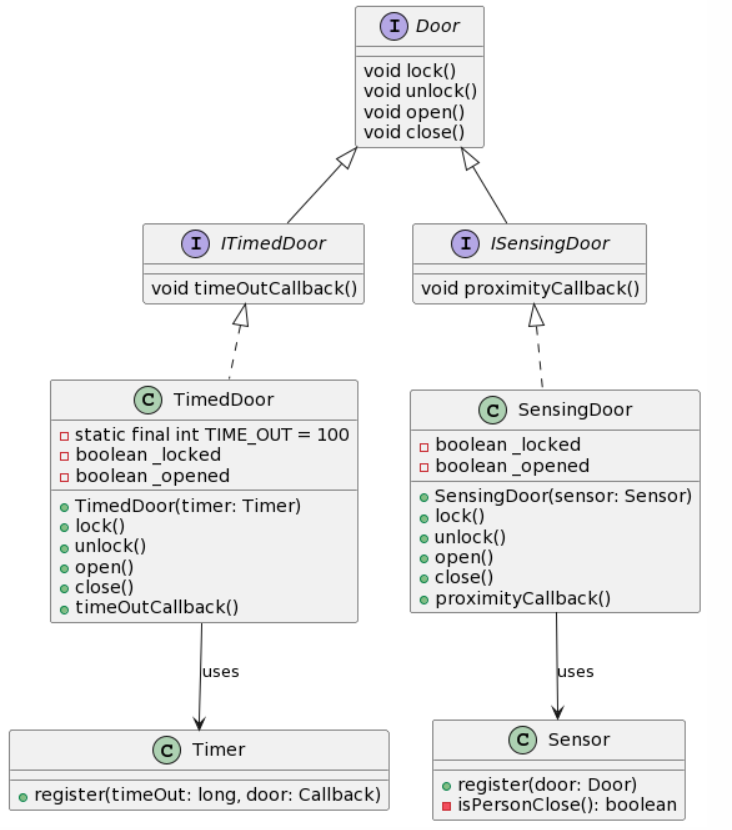 I Door
void lock()
void unlock()
void open()
void close()
I ITimedDoor
void timeOutCallback()
I ISensingDoor
void proximityCallback()
C TimedDoor
static final int TIME_OUT = 100
boolean _locked
boolean _opened
TimedDoor(timer: Timer)
lock()
unlock()
open()
close()
timeOutCallback()
C SensingDoor
boolean _locked
boolean _opened
SensingDoor(sensor: Sensor)
lock()
unlock()
open()
close()
proximityCallback()
uses
uses
C Timer
register(timeOut: long, door: Callback)
C Sensor
register(door: Door)
isPersonClose(): boolean